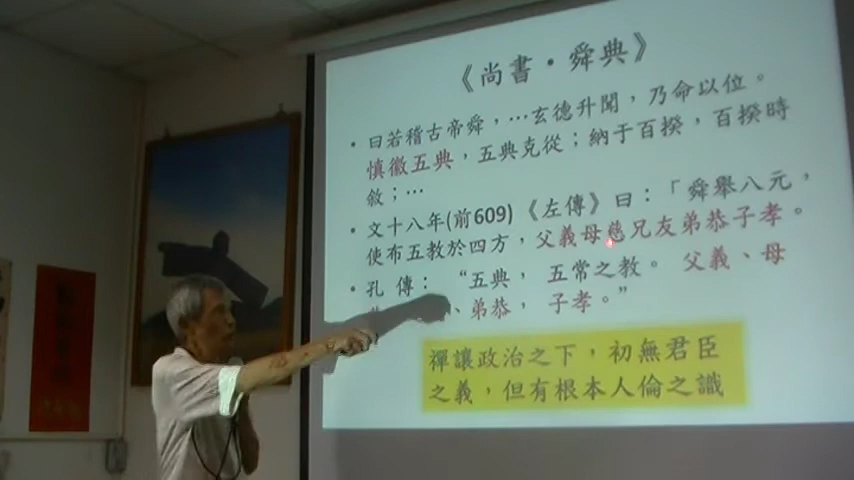 《尚書·舜典》
• 曰若稽古帝舜，…玄德升聞，乃命以位。
慎徽五典，五典克從；納于百揆，百揆時
敘；…
• 文十八年(前609)《左傳》曰：「舜舉八元，
使布五教於四方，父義母慈兄友弟恭子孝。
• 孔 傳： “五典， 五常之教。 父義、母
、弟恭， 子孝。”
禪讓政治之下，初無君臣
之義，但有根本人倫之識